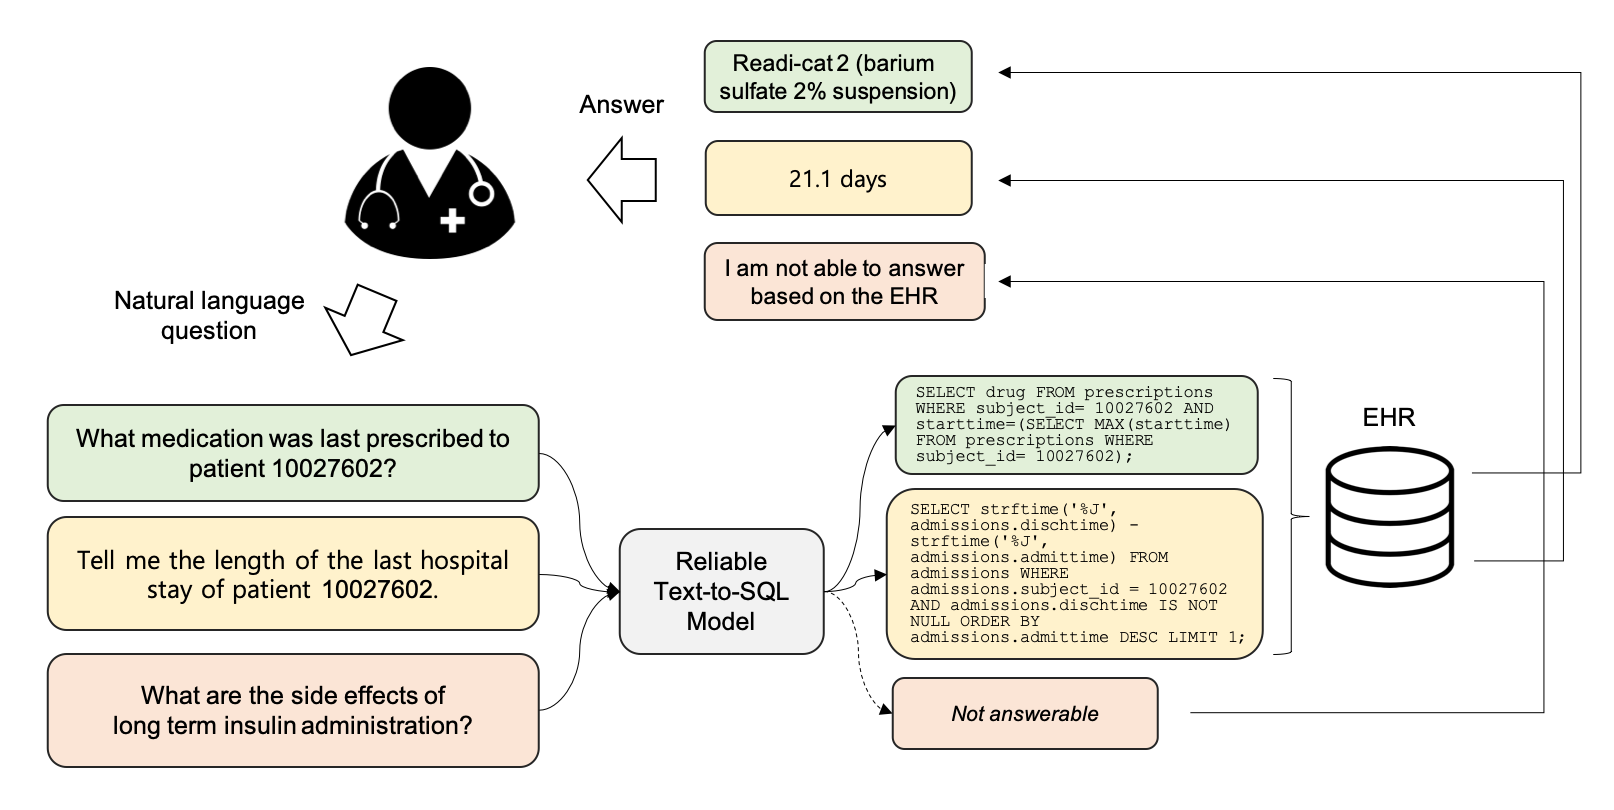 Readi-cat 2 (barium
sulfate 2% suspension)
Answer
21.1 days
I am not able to answer
based on the EHR
Natural language
question
What medication was last prescribed to
patient 10027602?
Tell me the length of the last hospital
stay of patient 10027602.
What are the side effects of
long term insulin administration?
Reliable
Text-to-SQL
Model
SELECT drug FROM prescriptions
WHERE subject_id= 10027602 AND
starttime=(SELECT MAX(starttime)
FROM prescriptions WHERE
subject_id= 10027602);
SELECT strftime('%J',
admissions.dischtime) -
strftime('%J',
admissions.admittime) FROM
admissions WHERE
admissions.subject_id = 10027602
AND admissions.dischtime IS NOT
NULL ORDER BY
admissions.admittime DESC LIMIT 1;
Not answerable
EHR